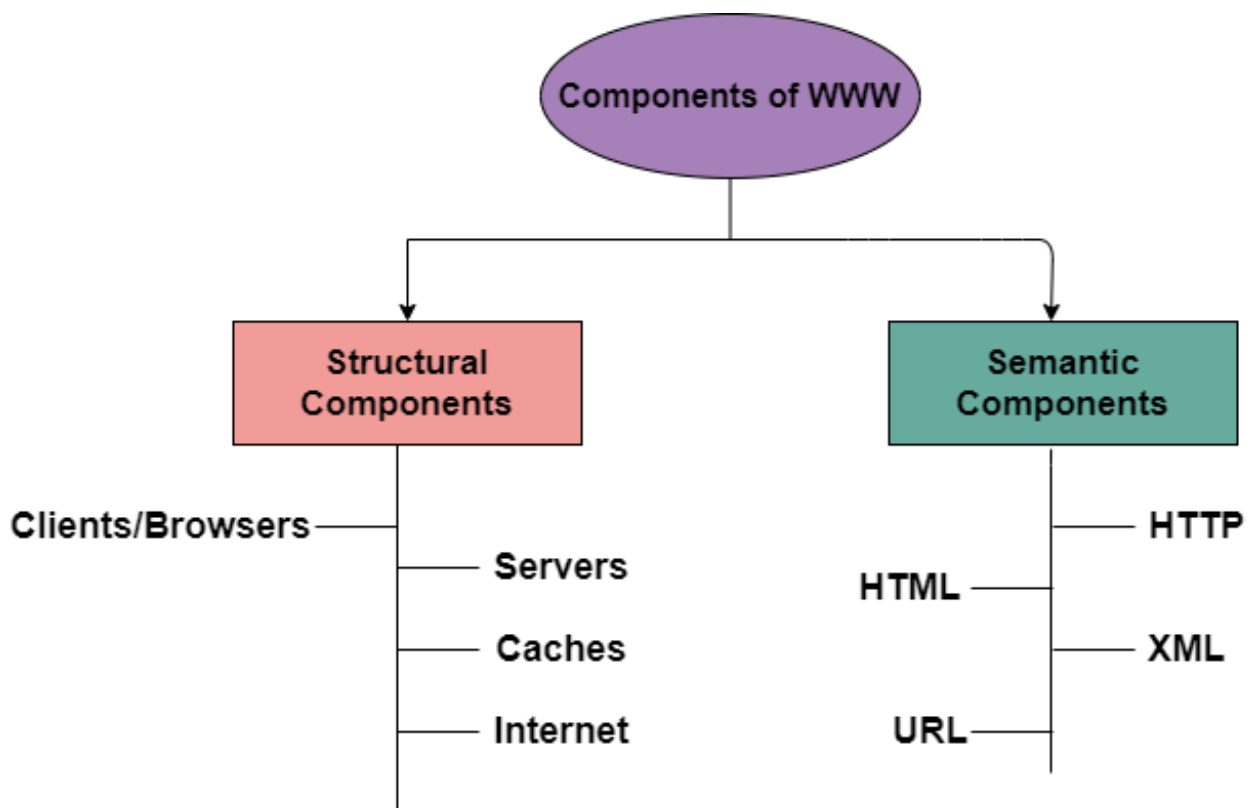 Components of WWW
Structural
Components
Semantic
Components
Clients/Browsers
Servers
Caches
Internet
HTTP
HTML
XML
URL